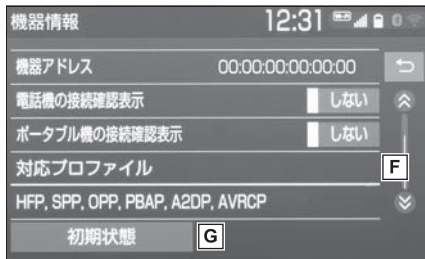 機器情報 12:31 0
機器アドレス 00:00:00:00:00:00
電話機の接続確認表示 しない
ポータブル機の接続確認表示 しない
対応プロファイル F
HFP, SPP, OPP, PBAP, A2DP, AVRCP
初期状態 G